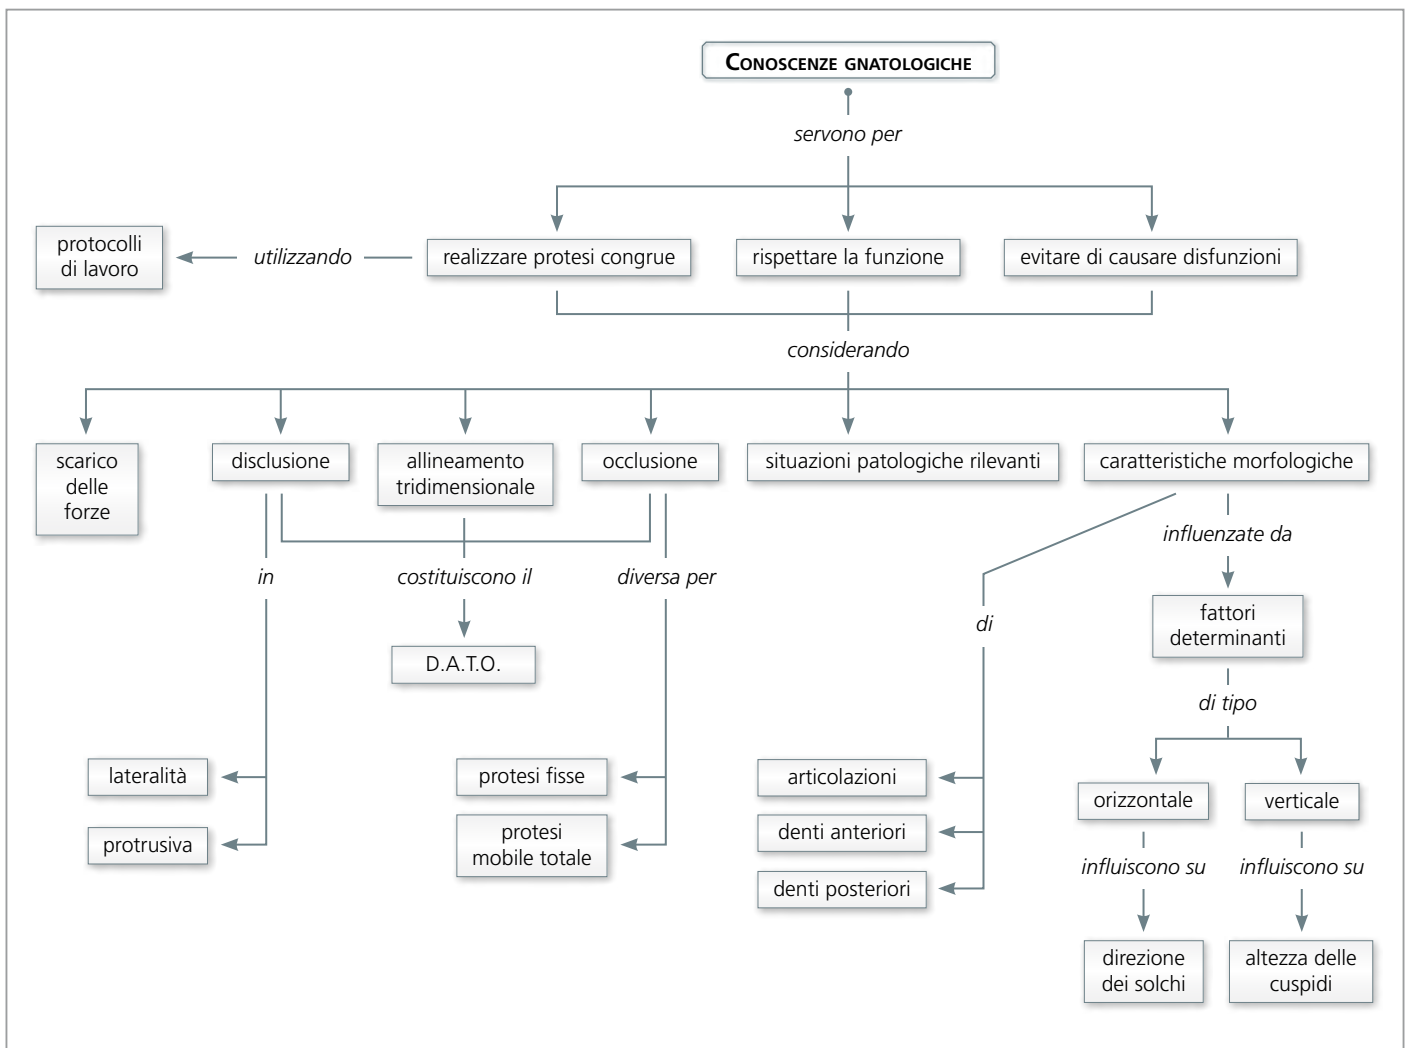 CONOSCENZE GNATOLOGICHE
servono per
protocolli
di lavoro
utilizzando
realizzare protesi congrue
rispettare la funzione
evitare di causare disfunzioni
considerando
scarico
delle
forze
disclusione
allineamento
tridimensionale
occlusione
situazioni patologiche rilevanti
caratteristiche morfologiche
in
costituiscono il
diversa per
di
influenzate da
fattori
determinanti
D.A.T.O.
di tipo
lateralità
protrusiva
protesi fisse
protesi
mobile totale
articolazioni
denti anteriori
denti posteriori
orizzontale
verticale
influiscono su
influiscono su
direzione
dei solchi
altezza delle
cuspidi